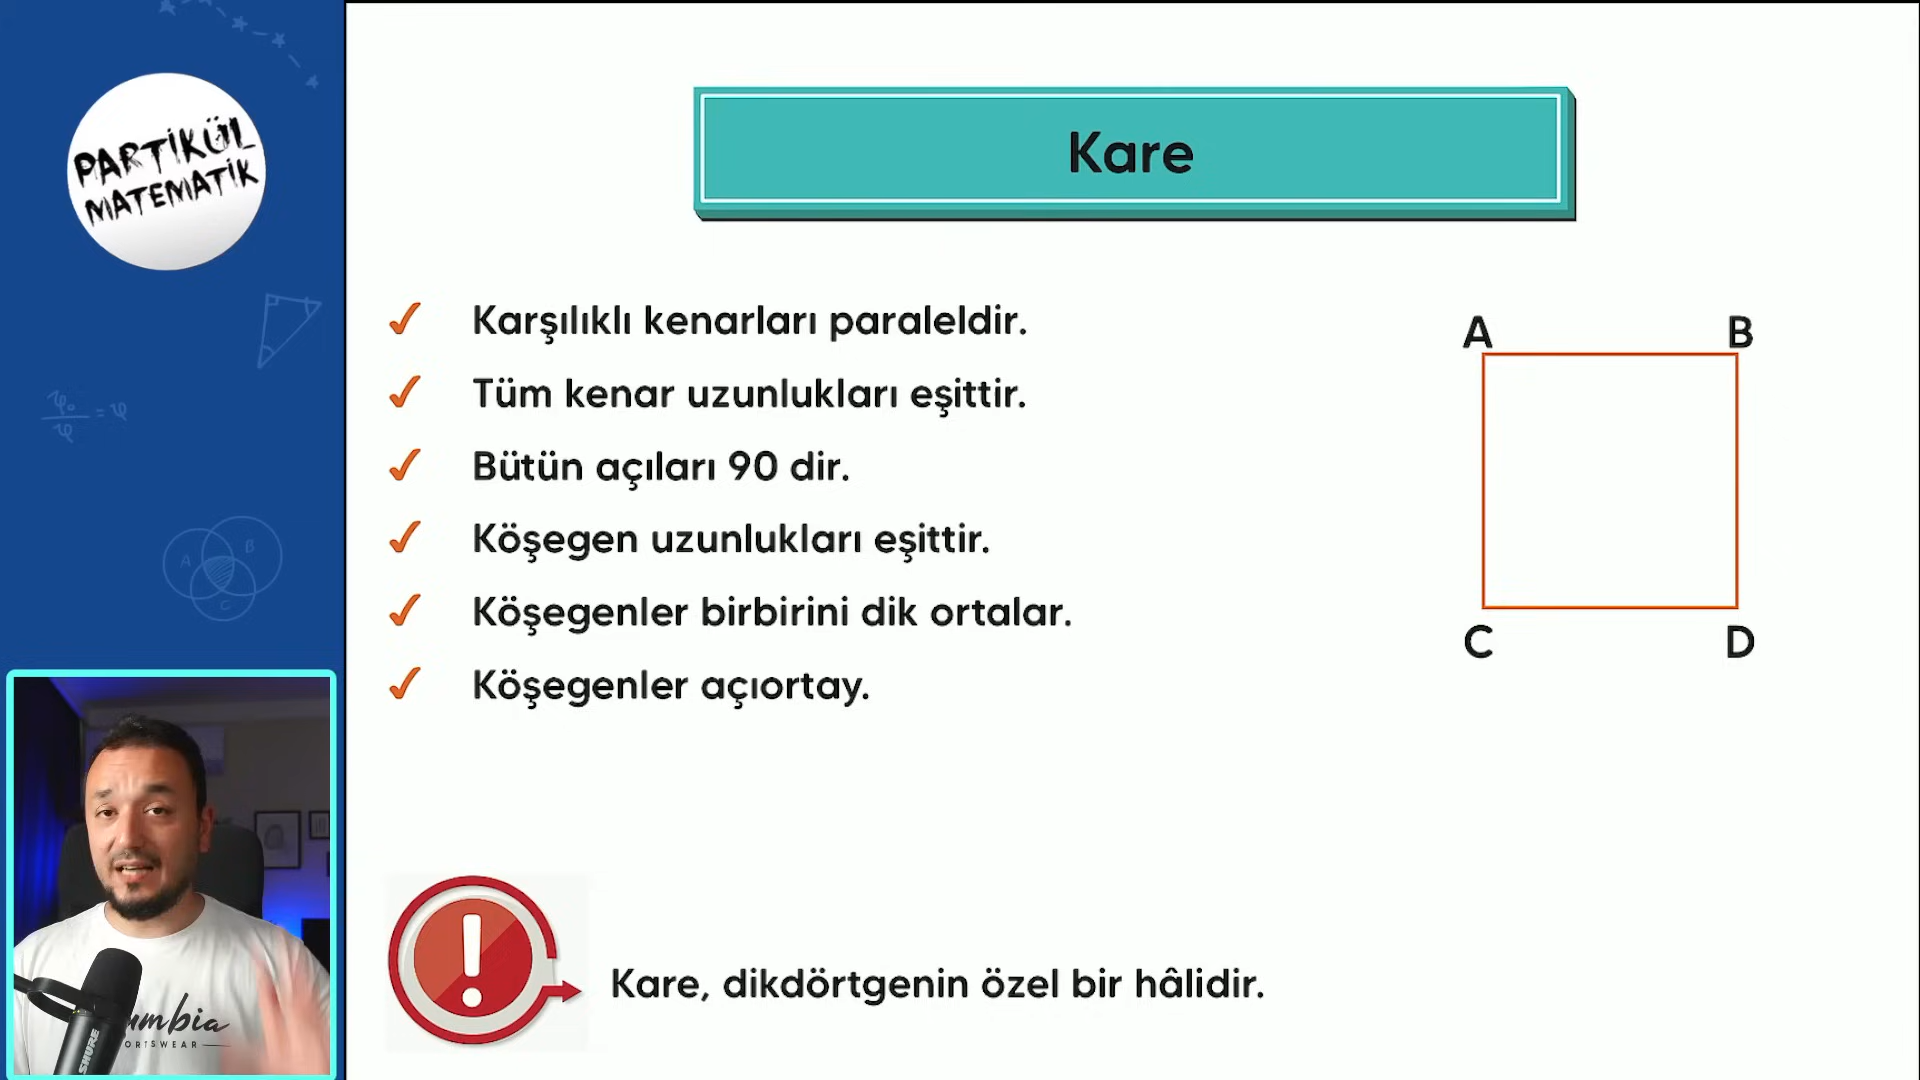 PARTİKÜL
MATEMATİK
Kare
Karşılıklı kenarları paraleldir.
Tüm kenar uzunlukları eşittir.
Bütün açıları 90 dir.
Köşegen uzunlukları eşittir.
Köşegenler birbirini dik ortalar.
Köşegenler açıortay.
A B
C D
A B
C
!
Kare, dikdörtgenin özel bir hâlidir.
SHURE